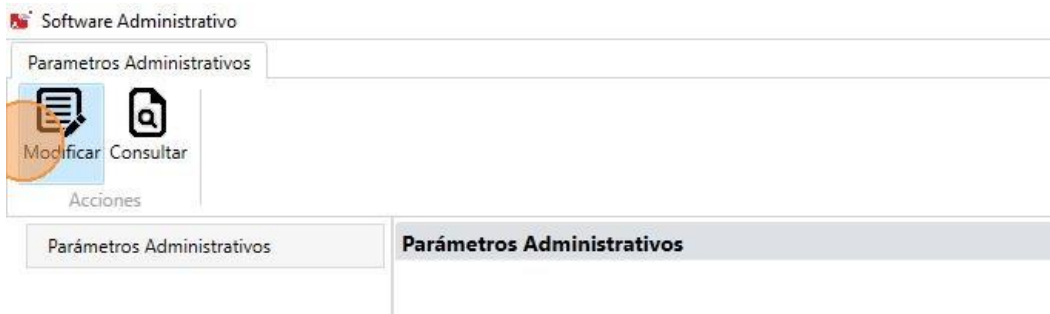 Software Administrativo
Parametros Administrativos
Modificar Consultar
Acciones
Parámetros Administrativos
Parámetros Administrativos